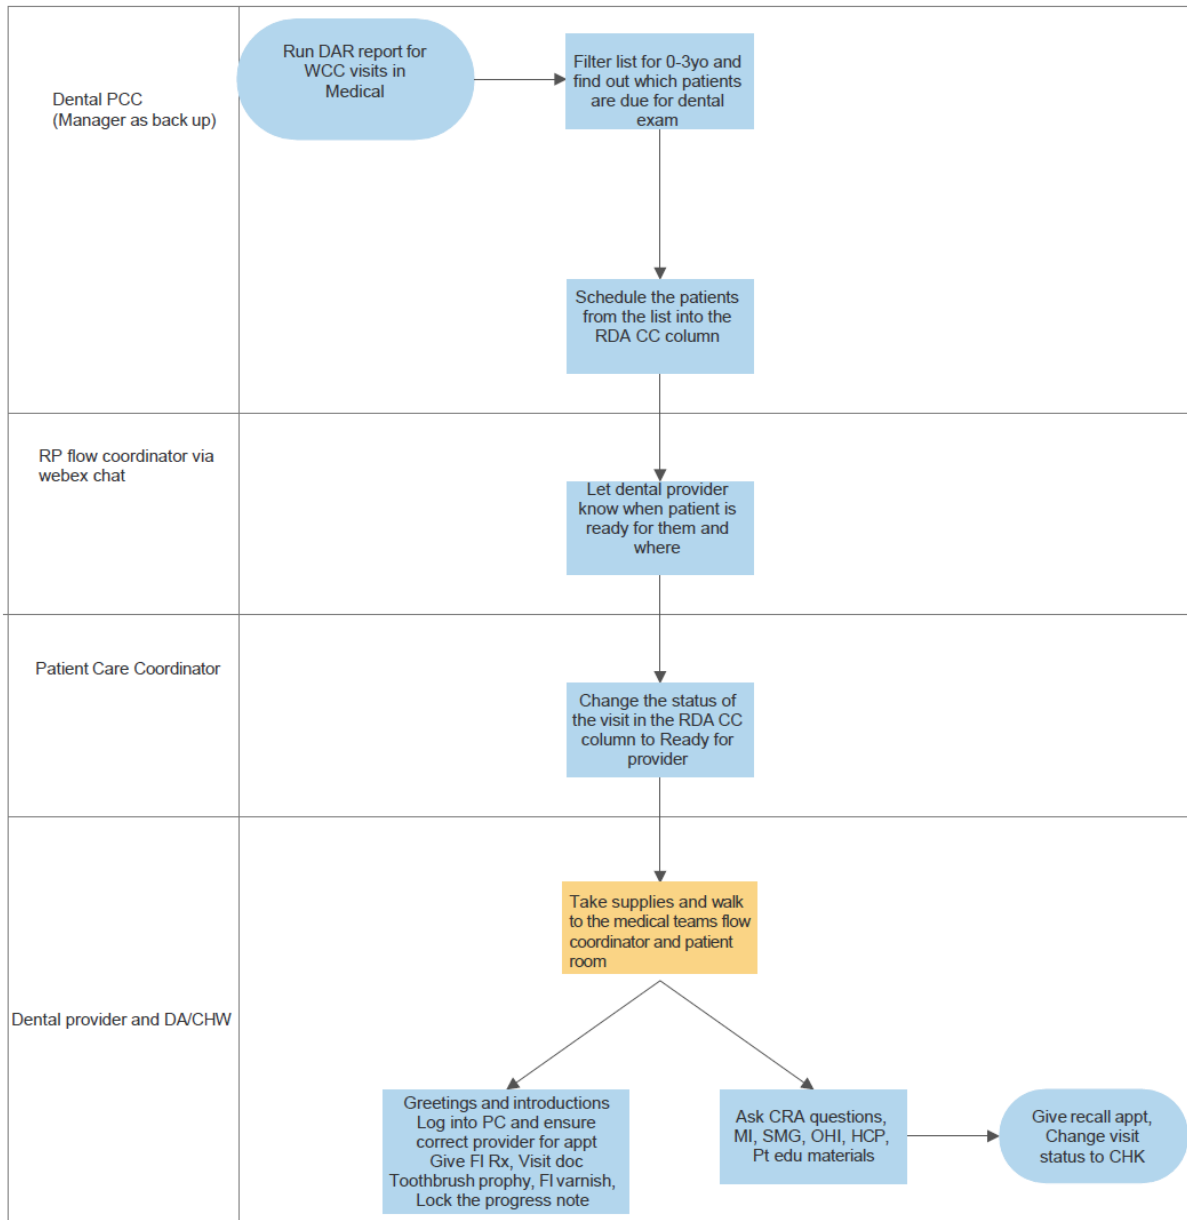 Dental PCC
(Manager as back up)
Run DAR report for
WCC visits in
Medical
Filter list for 0-3yo and
find out which patients
are due for dental
exam
Schedule the patients
from the list into the
RDA CC column
RP flow coordinator via
webex chat
Let dental provider
know when patient is
ready for them and
where
Patient Care Coordinator
Change the status of
the visit in the RDA CC
column to Ready for
provider
Dental provider and DA/CHW
Take supplies and walk
to the medical teams flow
coordinator and patient
room
Greetings and introductions
Log into PC and ensure
correct provider for appt
Give Fl Rx, Visit doc
Toothbrush prophy, Fl varnish,
Lock the progress note
Ask CRA questions,
MI, SMG, OHI, HCP,
Pt edu materials
Give recall appt,
Change visit
status to CHK